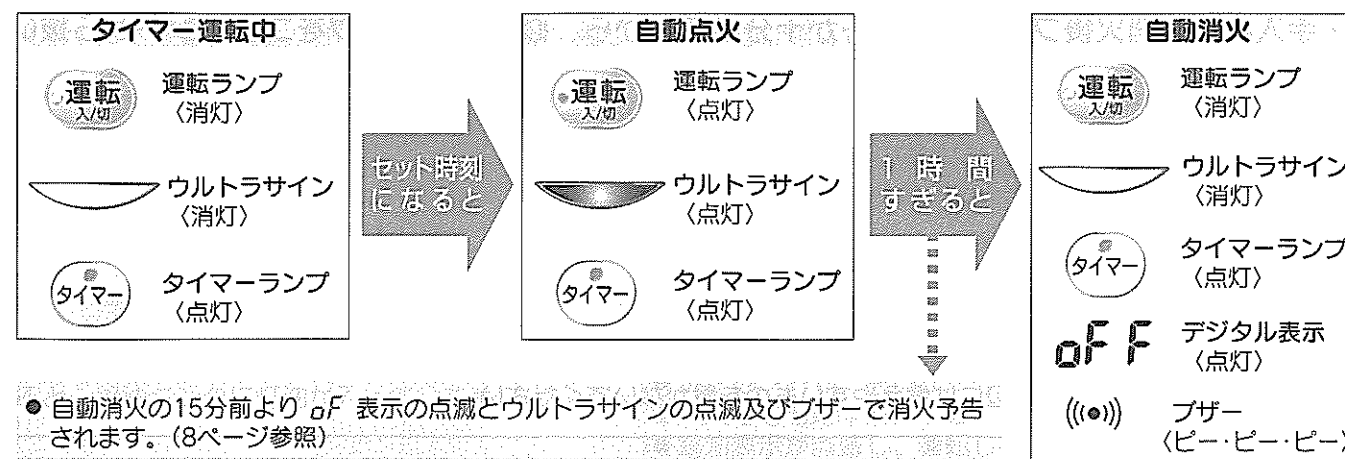 タイマー運転中
運転
入/切
運転ランプ
〈消灯〉
ウルトラサイン
〈消灯〉
タイマー
タイマーランプ
〈点灯〉
セット時刻
になると
自動点火
運転
入/切
運転ランプ
〈点灯〉
ウルトラサイン
〈点灯〉
タイマー
タイマーランプ
〈点灯〉
1時間
すぎると
自動消火
運転
入/切
運転ランプ
〈消灯〉
ウルトラサイン
〈消灯〉
タイマー
タイマーランプ
〈点灯〉
oFF
デジタル表示
〈点灯〉
ブザー
〈ピー・ピー・ピー〉
● 自動消火の15分前より oF 表示の点滅とウルトラサインの点滅及びブザーで消火予告
されます。(8ページ参照)